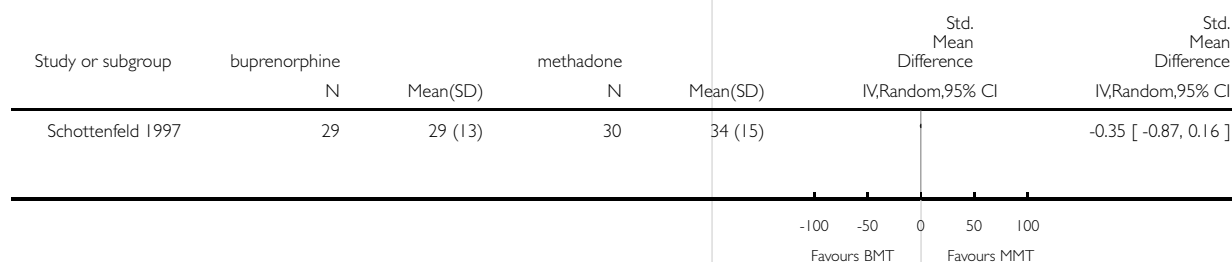 Std.
Mean
Difference
Std.
Mean
Difference
Study or subgroup buprenorphine methadone
N Mean(SD) N Mean(SD) IV,Random,95% CI IV,Random,95% CI
Schottenfeld 1997 29 29 (13) 30 34 (15) -0.35 [ -0.87, 0.16 ]
-100 -50 0 50 100
Favours BMT Favours MMT